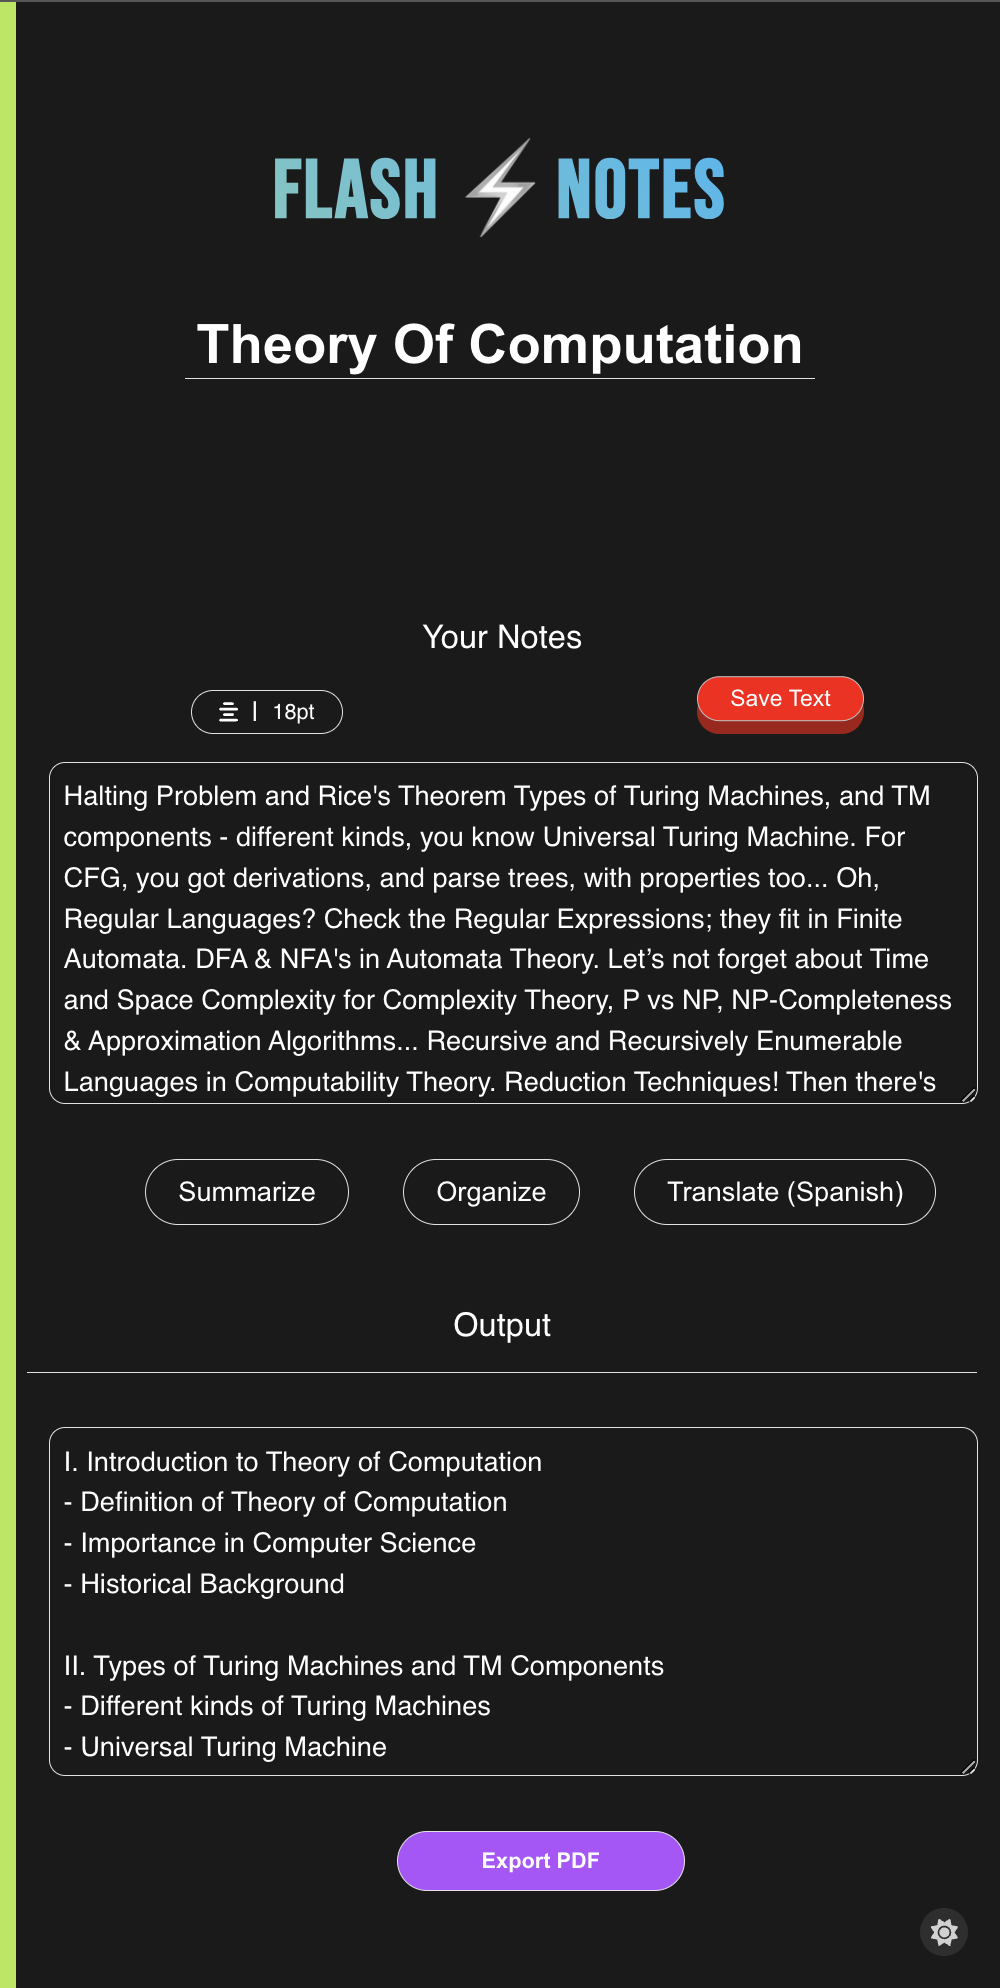 FLASH NOTES
Theory Of Computation
Your Notes
18pt
Save Text
Halting Problem and Rice's Theorem Types of Turing Machines, and TM
components - different kinds, you know Universal Turing Machine. For
CFG, you got derivations, and parse trees, with properties too... Oh,
Regular Languages? Check the Regular Expressions; they fit in Finite
Automata. DFA & NFA's in Automata Theory. Let’s not forget about Time
and Space Complexity for Complexity Theory, P vs NP, NP-Completeness
& Approximation Algorithms... Recursive and Recursively Enumerable
Languages in Computability Theory. Reduction Techniques! Then there's
Summarize
Organize
Translate (Spanish)
Output
I. Introduction to Theory of Computation
- Definition of Theory of Computation
- Importance in Computer Science
- Historical Background
II. Types of Turing Machines and TM Components
- Different kinds of Turing Machines
- Universal Turing Machine
Export PDF